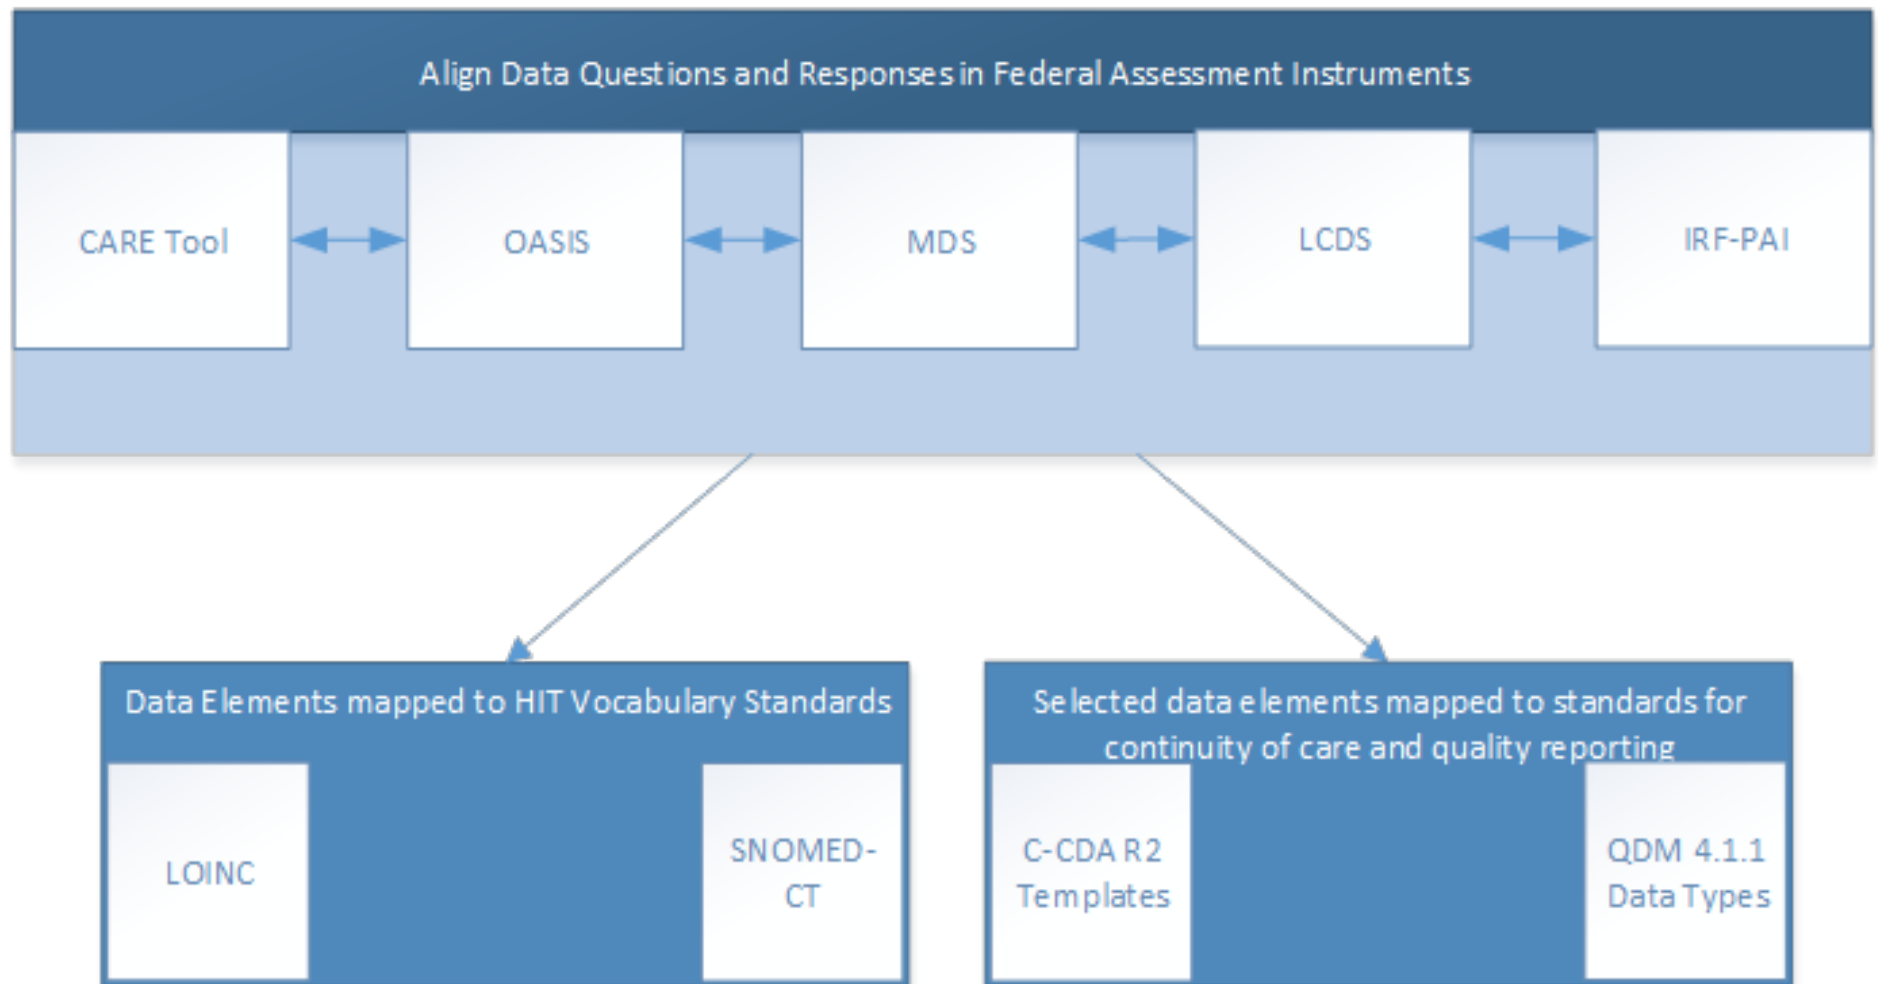 Align Data Questions and Responses in Federal Assessment Instruments
CARE Tool
OASIS
MDS
LCDS
IRF-PAI
Data Elements mapped to HIT Vocabulary Standards
LOINC
SNOMED-
CT
Selected data elements mapped to standards for
continuity of care and quality reporting
C-CDA R2
Templates
QDM 4.1.1
Data Types